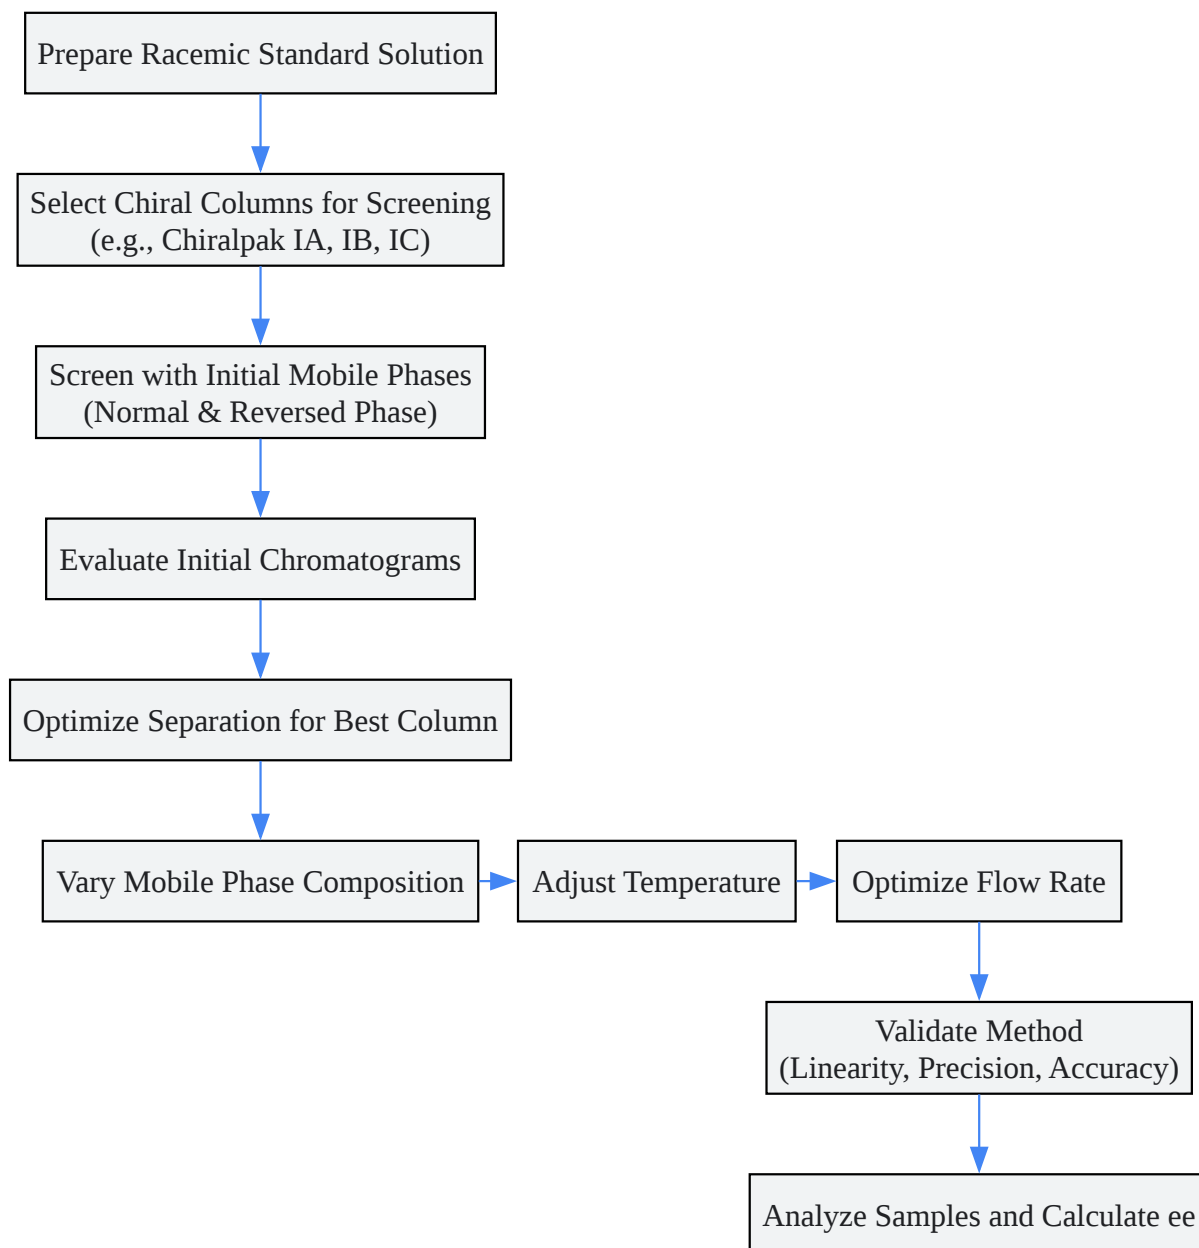 Prepare Racemic Standard Solution
Select Chiral Columns for Screening
(e.g., Chiralpak IA, IB, IC)
Screen with Initial Mobile Phases
(Normal & Reversed Phase)
Evaluate Initial Chromatograms
Optimize Separation for Best Column
Vary Mobile Phase Composition
Adjust Temperature
Optimize Flow Rate
Validate Method
(Linearity, Precision, Accuracy)
Analyze Samples and Calculate ee